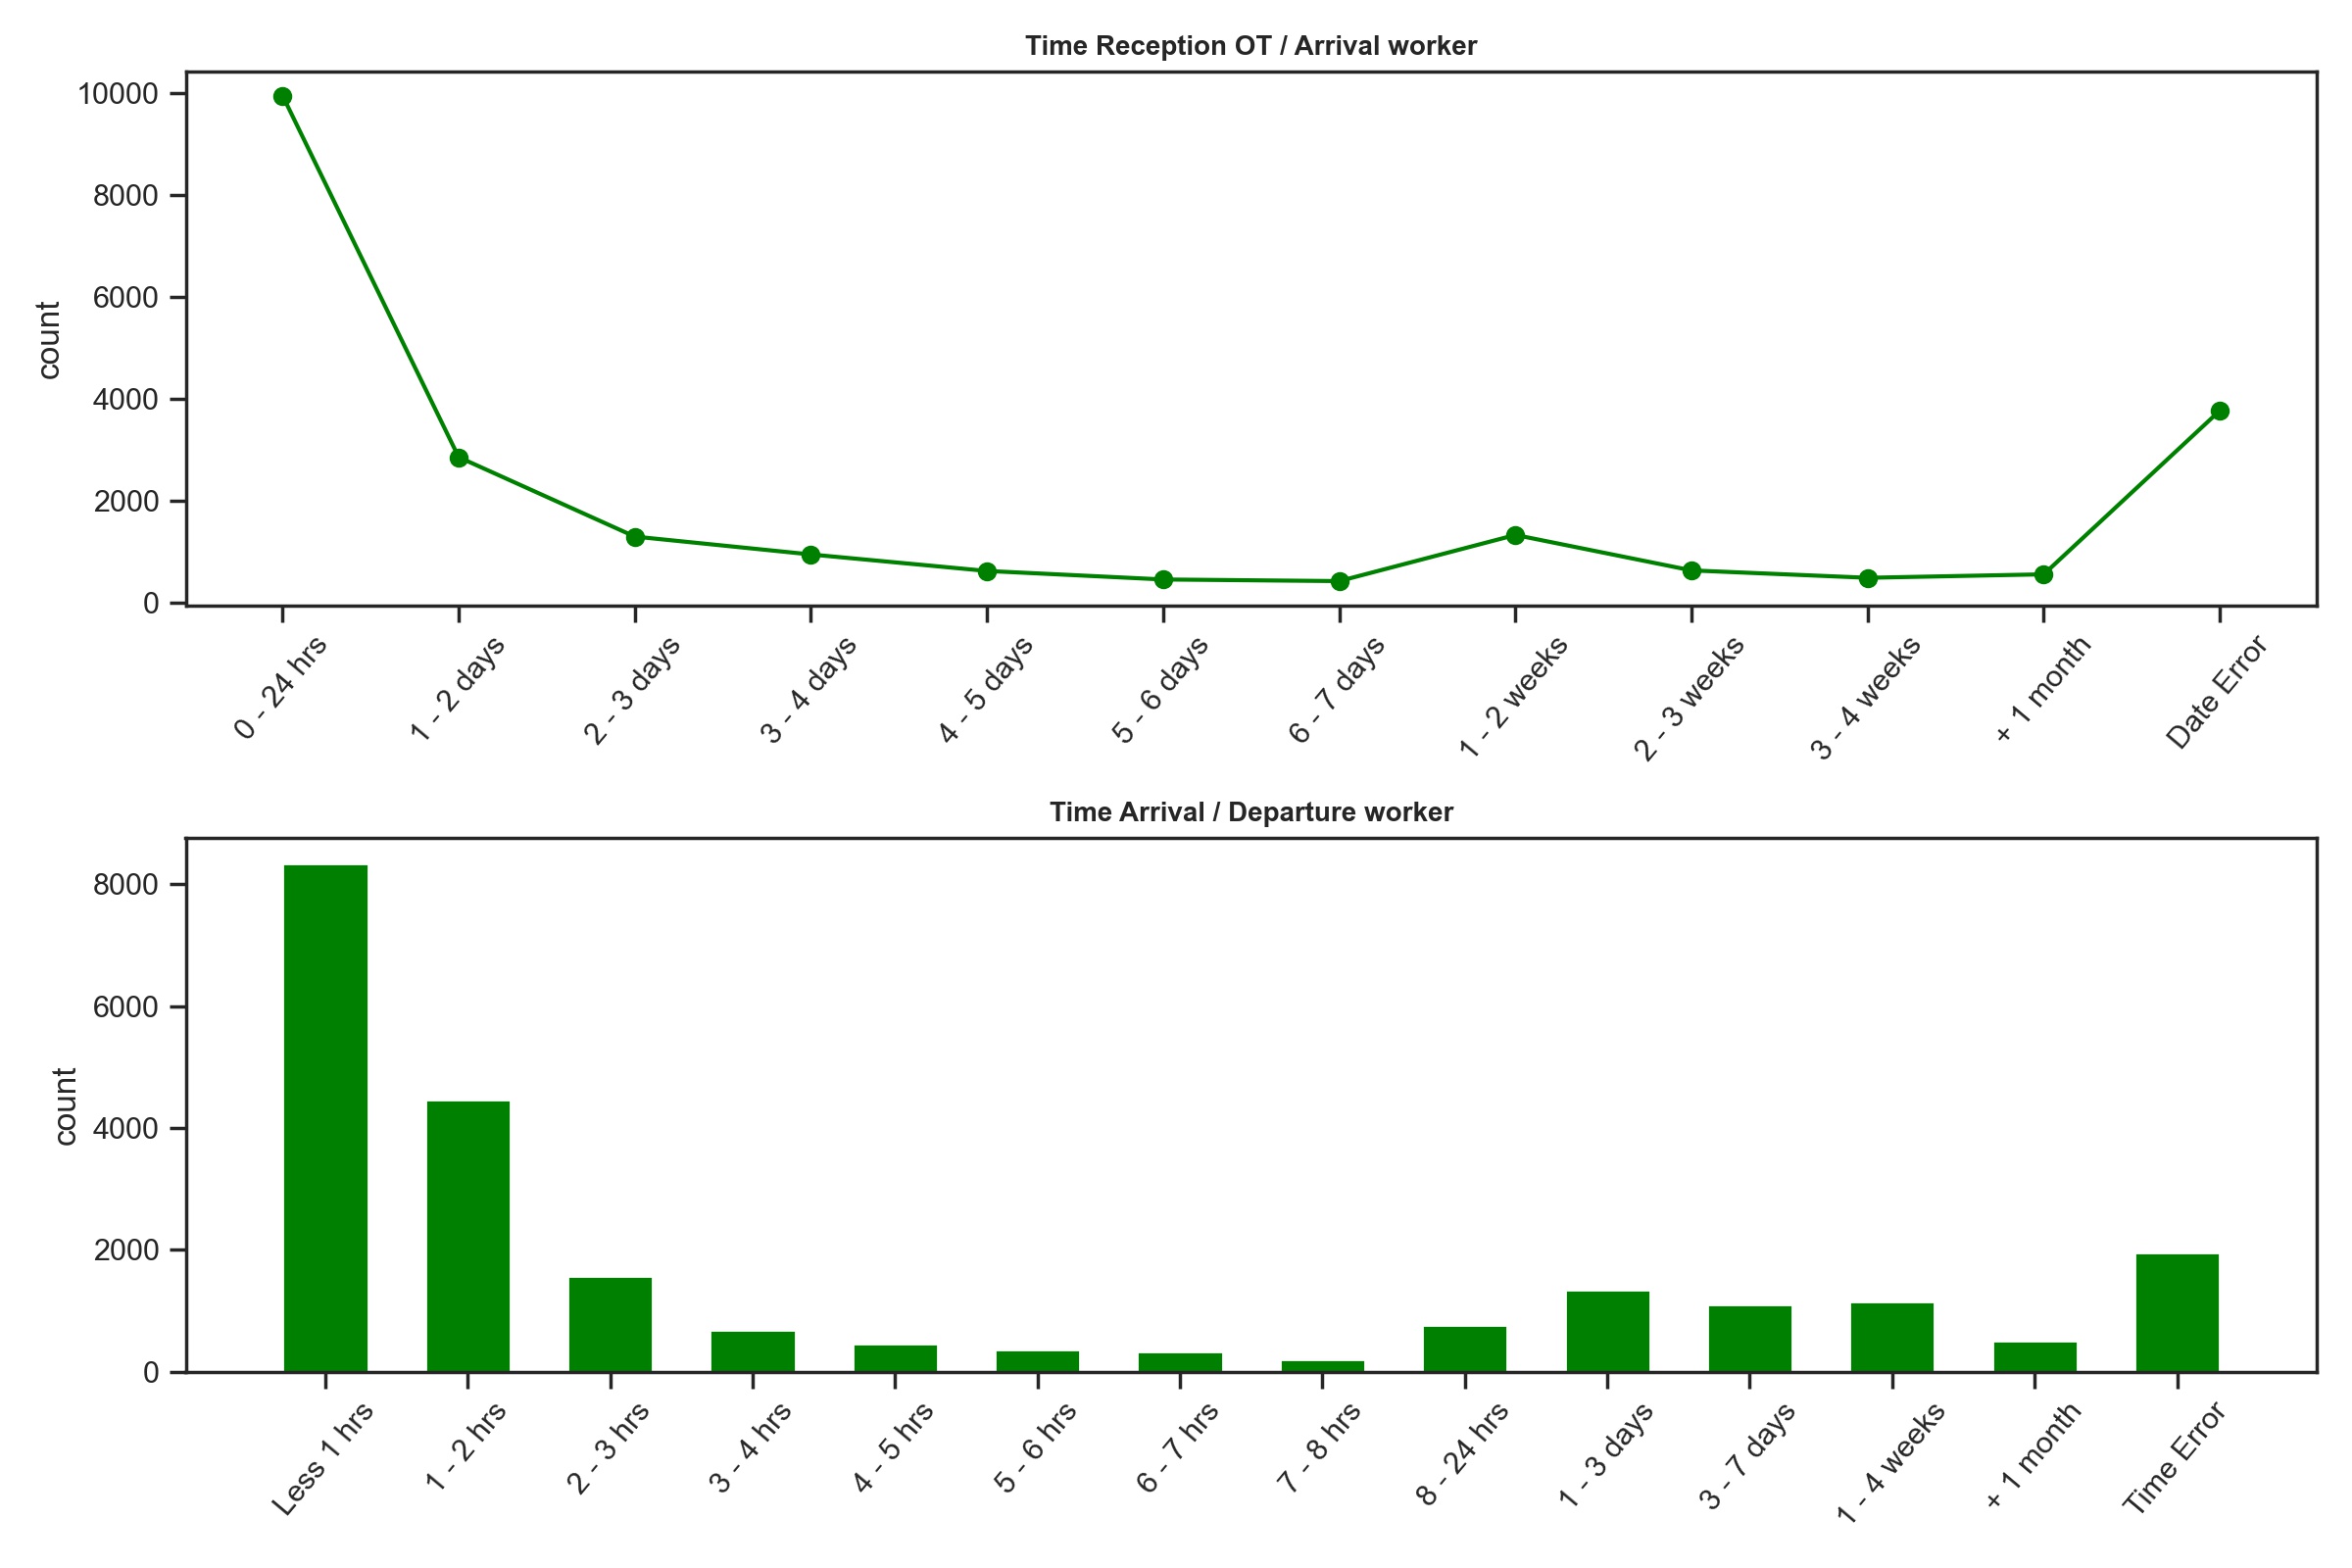 Time Reception OT / Arrival worker
10000
8000
6000
4000
2000
0
count
0 - 24 hrs
1 - 2 days
2 - 3 days
3 - 4 days
4 - 5 days
5 - 6 days
6 - 7 days
1 - 2 weeks
2 - 3 weeks
3 - 4 weeks
+ 1 month
Date Error
Time Arrival / Departure worker
8000
6000
4000
2000
0
count
Less 1 hrs
1 - 2 hrs
2 - 3 hrs
3 - 4 hrs
4 - 5 hrs
5 - 6 hrs
6 - 7 hrs
7 - 8 hrs
8 - 24 hrs
1 - 3 days
3 - 7 days
1 - 4 weeks
+ 1 month
Time Error